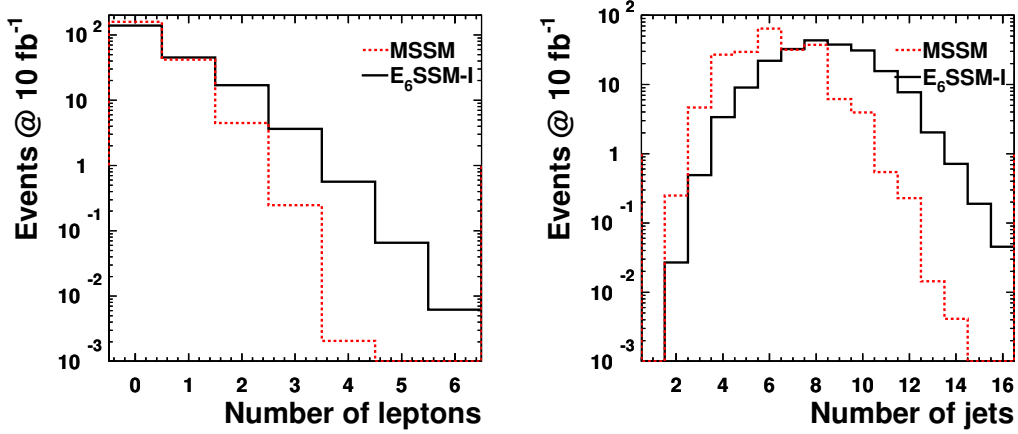 Events @ 10 fb⁻¹
10²
10
1
10⁻¹
10⁻²
10⁻³
MSSM
E₆SSM-I
0 1 2 3 4 5 6
Number of leptons
Events @ 10 fb⁻¹
10²
10
1
10⁻¹
10⁻²
10⁻³
MSSM
E₆SSM-I
2 4 6 8 10 12 14 16
Number of jets